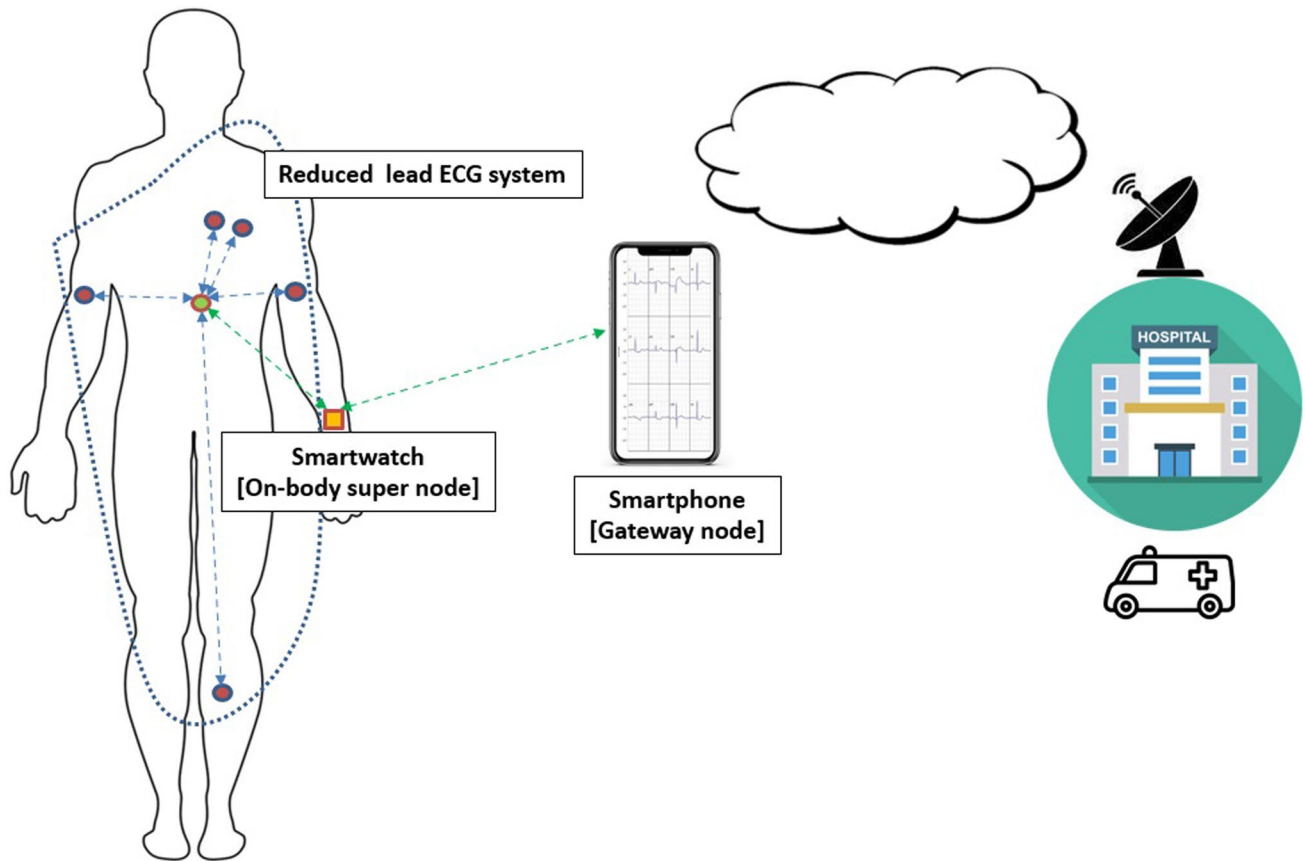 Reduced lead ECG system
HOSPITAL
Smartwatch
[On-body super node]
Smartphone
[Gateway node]